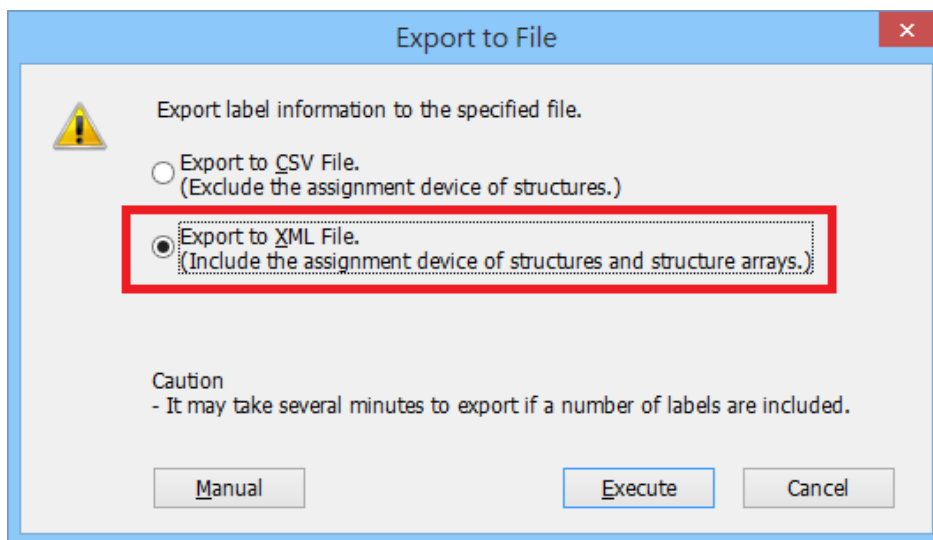 Export to File
Export label information to the specified file.
Export to CSV File.
(Exclude the assignment device of structures.)
Export to XML File.
(Include the assignment device of structures and structure arrays.)
Caution
- It may take several minutes to export if a number of labels are included.
Manual
Execute
Cancel